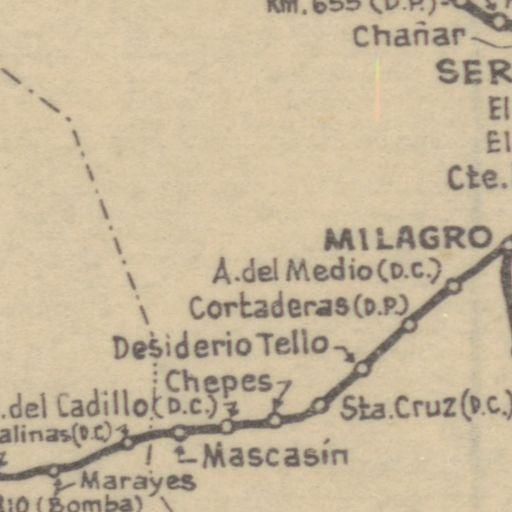 Km. 655 (D.P.)
Chañar
SER
El
El
Cte.
MILAGRO
A. del Medio (D.C.)
Cortaderas (D.P.)
Desiderio Tello
Chepes
.del Cadillo (D.C.)
Sta. Cruz (D.C.)
alinas (D.C)
Mascasín
Marayes
RIO (Bomba)